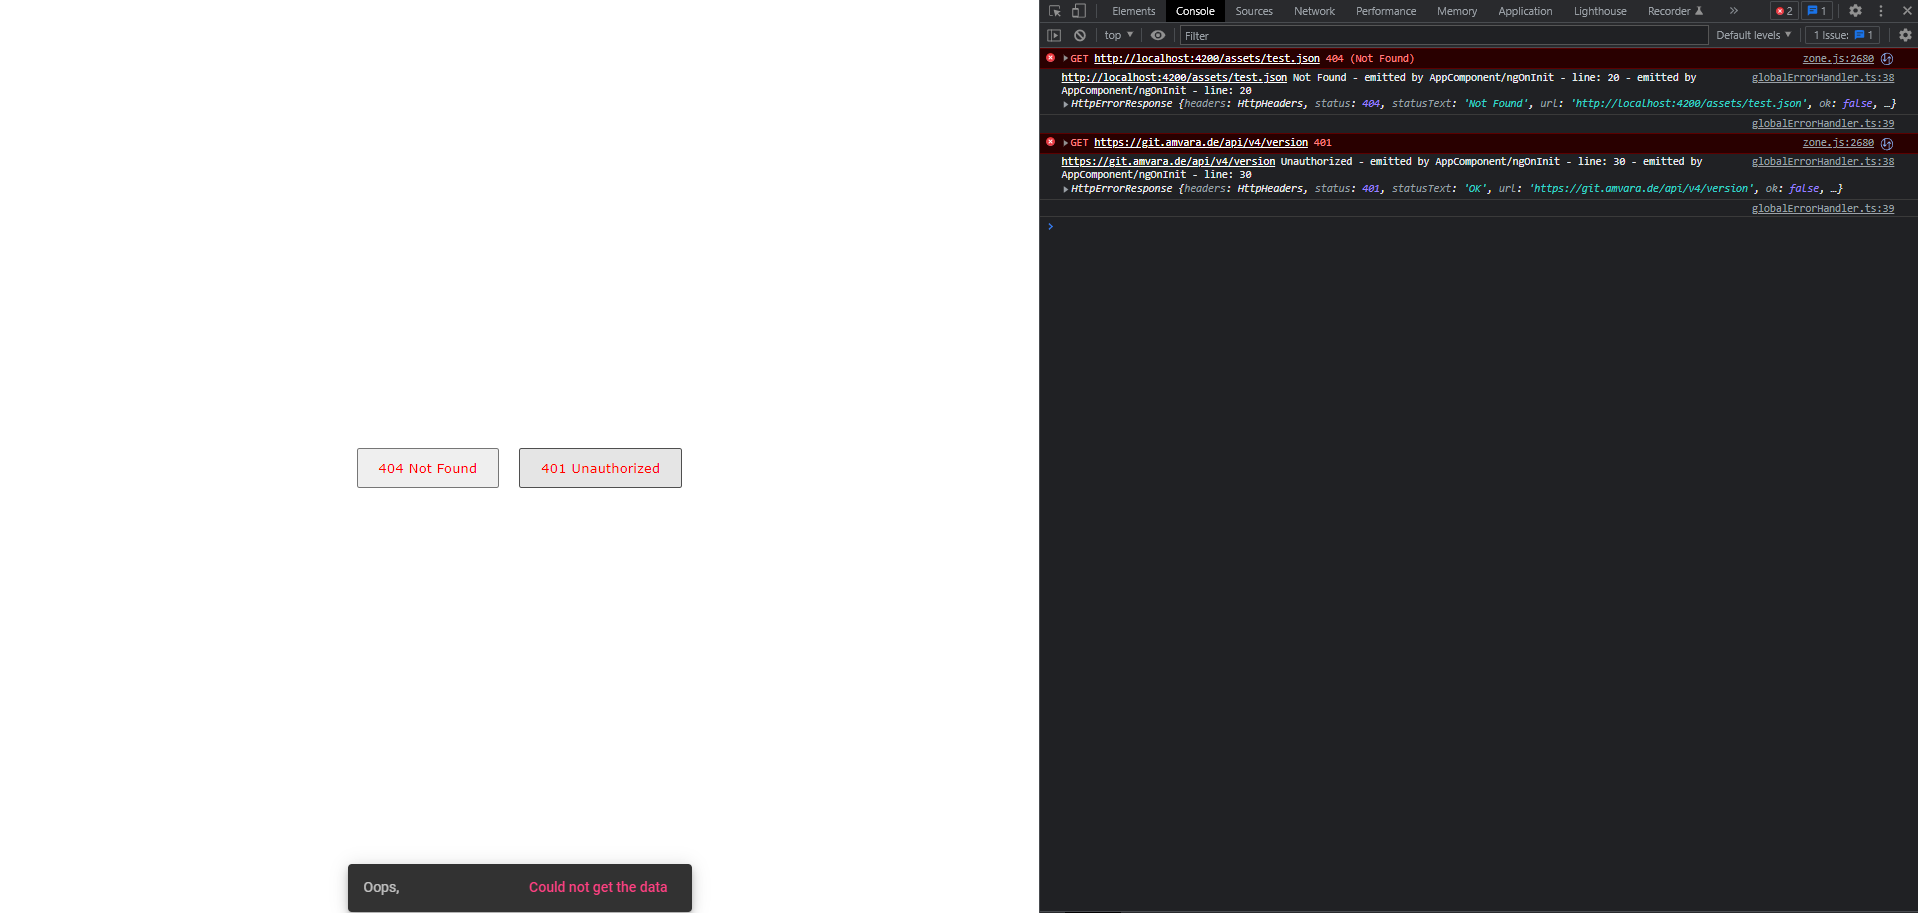 404 Not Found
401 Unauthorized
Oops,
Could not get the data
Elements Console Sources Network Performance Memory Application Lighthouse Recorder 2 1
top Filter Default levels 1 Issue: 1
GET http://localhost:4200/assets/test.json 404 (Not Found) zone.js:2680
http://localhost:4200/assets/test.json Not Found - emitted by AppComponent/ngOnInit - line: 20 - emitted by globalErrorHandler.ts:38
AppComponent/ngOnInit - line: 20
HttpErrorResponse {headers: HttpHeaders, status: 404, statusText: 'Not Found', url: 'http://localhost:4200/assets/test.json', ok: false, …}
globalErrorHandler.ts:39
GET https://git.amvara.de/api/v4/version 401 zone.js:2680
https://git.amvara.de/api/v4/version Unauthorized - emitted by AppComponent/ngOnInit - line: 30 - emitted by globalErrorHandler.ts:38
AppComponent/ngOnInit - line: 30
HttpErrorResponse {headers: HttpHeaders, status: 401, statusText: 'OK', url: 'https://git.amvara.de/api/v4/version', ok: false, …}
globalErrorHandler.ts:39